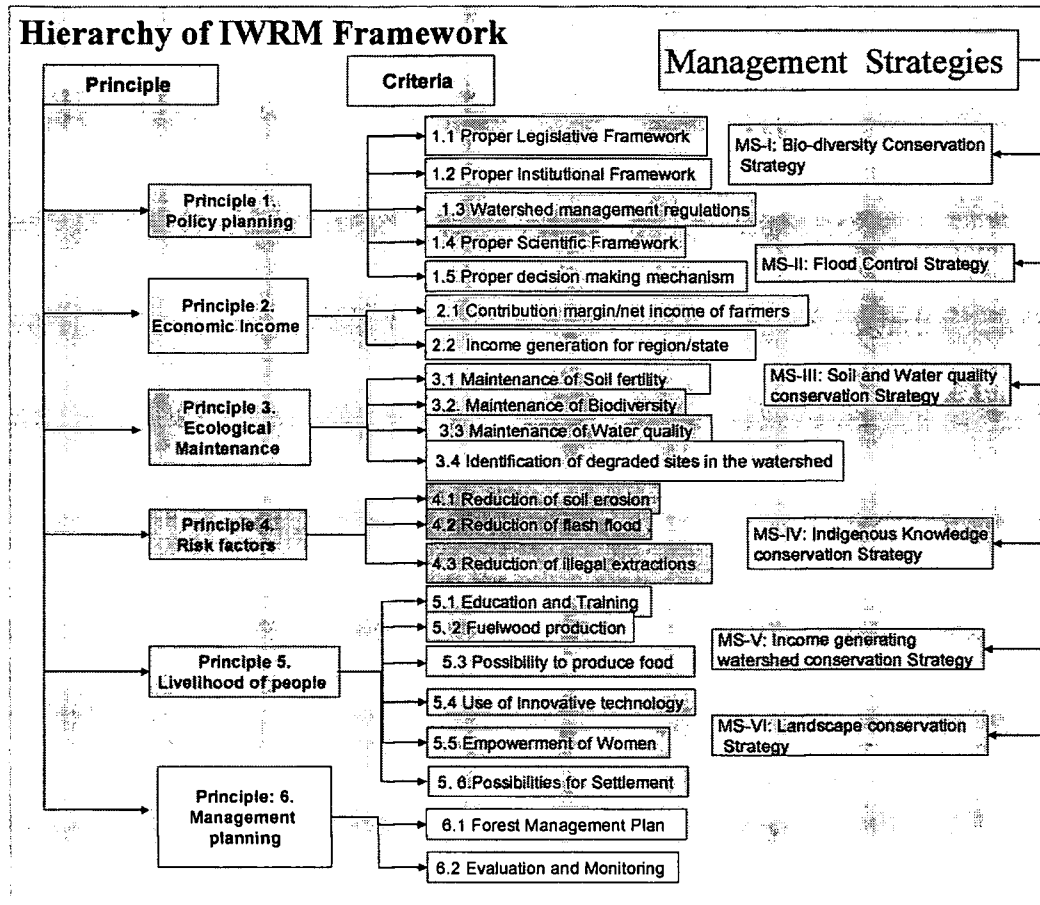 Hierarchy of IWRM Framework
Management Strategies
Principle
Criteria
Principle 1.
Policy planning
1.1 Proper Legislative Framework
1.2 Proper Institutional Framework
1.3 Watershed management regulations
1.4 Proper Scientific Framework
1.5 Proper decision making mechanism
Principle 2.
Economic Income
2.1 Contribution margin/net income of farmers
2.2 Income generation for region/state
Principle 3.
Ecological
Maintenance
3.1 Maintenance of Soil fertility
3.2. Maintenance of Biodiversity
3.3 Maintenance of Water quality
3.4 Identification of degraded sites in the watershed
Principle 4.
Risk factors
4.1 Reduction of soil erosion
4.2 Reduction of flash flood
4.3 Reduction of illegal extractions
Principle 5.
Livelihood of people
5.1 Education and Training
5. 2 Fuelwood production
5.3 Possibility to produce food
5.4 Use of Innovative technology
5.5 Empowerment of Women
5. 6.Possibilities for Settlement
Principle: 6.
Management
planning
6.1 Forest Management Plan
6.2 Evaluation and Monitoring
MS-I: Bio-diversity Conservation
Strategy
MS-II: Flood Control Strategy
MS-III: Soil and Water quality
conservation Strategy
MS-IV: Indigenous Knowledge
conservation Strategy
MS-V: Income generating
watershed conservation Strategy
MS-VI: Landscape conservation
Strategy